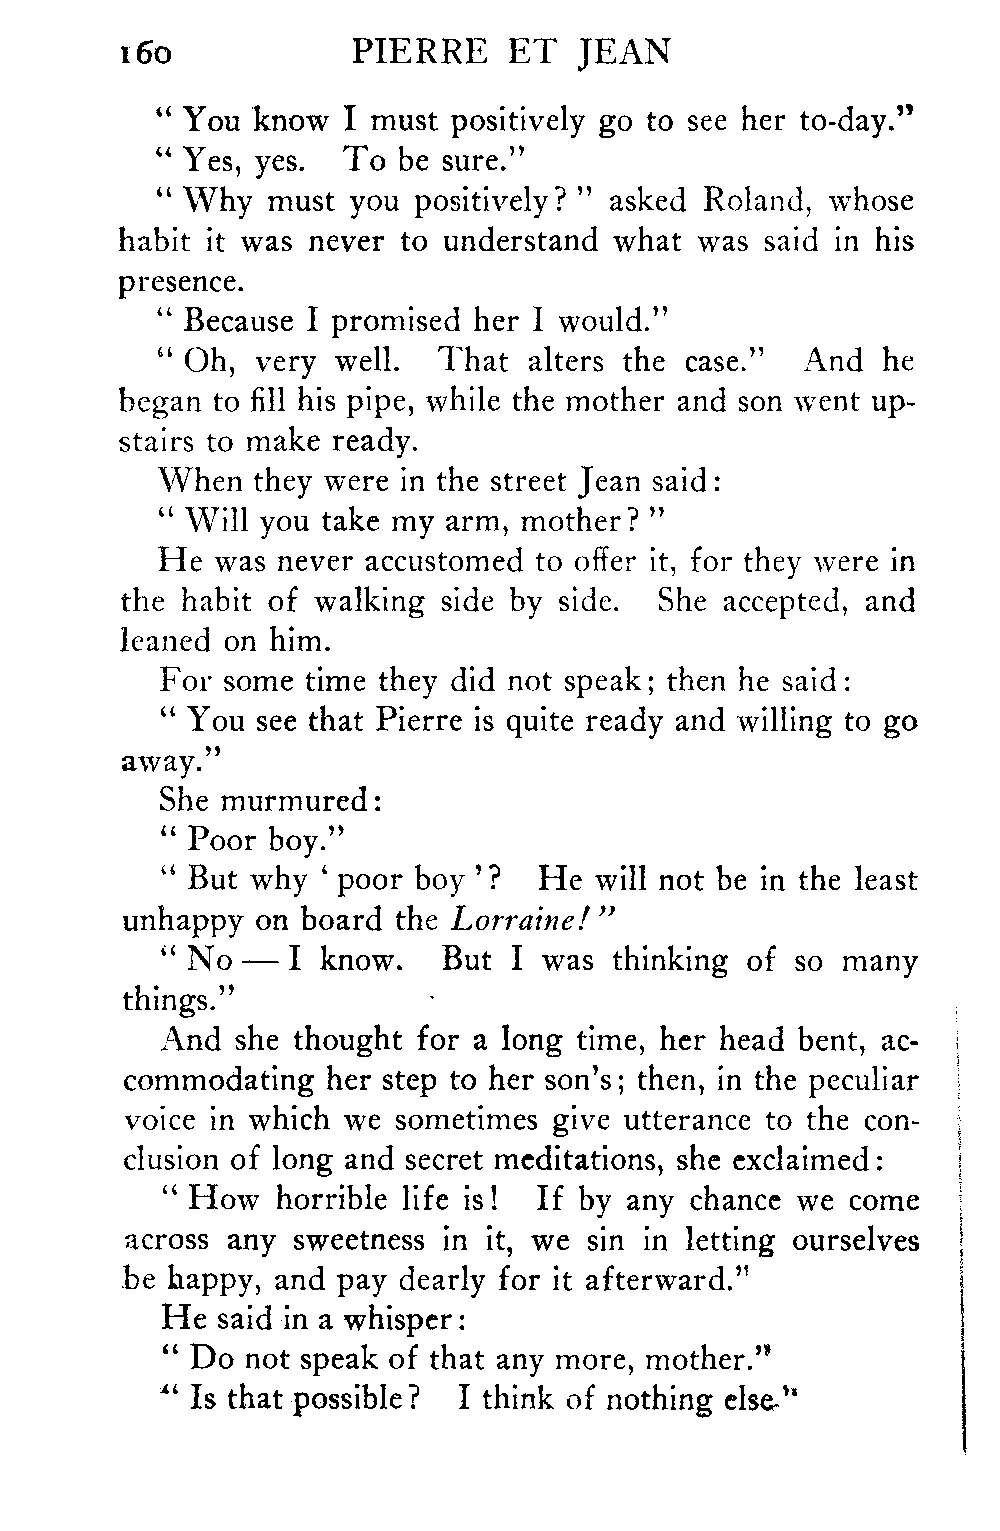 160 PIERRE ET JEAN
“ You know I must positively go to see her to-day.”
“ Yes, yes. To be sure.”
“ Why must you positively? ” asked Roland, whose
habit it was never to understand what was said in his
presence.
“ Because I promised her I would.”
“ Oh, very well. That alters the case.” And he
began to fill his pipe, while the mother and son went up-
stairs to make ready.
When they were in the street Jean said:
“ Will you take my arm, mother? ”
He was never accustomed to offer it, for they were in
the habit of walking side by side. She accepted, and
leaned on him.
For some time they did not speak; then he said:
“ You see that Pierre is quite ready and willing to go
away.”
She murmured:
“ Poor boy.”
“ But why ‘ poor boy ’? He will not be in the least
unhappy on board the Lorraine! ”
“ No — I know. But I was thinking of so many
things.”
And she thought for a long time, her head bent, ac-
commodating her step to her son’s; then, in the peculiar
voice in which we sometimes give utterance to the con-
clusion of long and secret meditations, she exclaimed:
“ How horrible life is! If by any chance we come
across any sweetness in it, we sin in letting ourselves
be happy, and pay dearly for it afterward.”
He said in a whisper:
“ Do not speak of that any more, mother.”
“ Is that possible? I think of nothing else.”